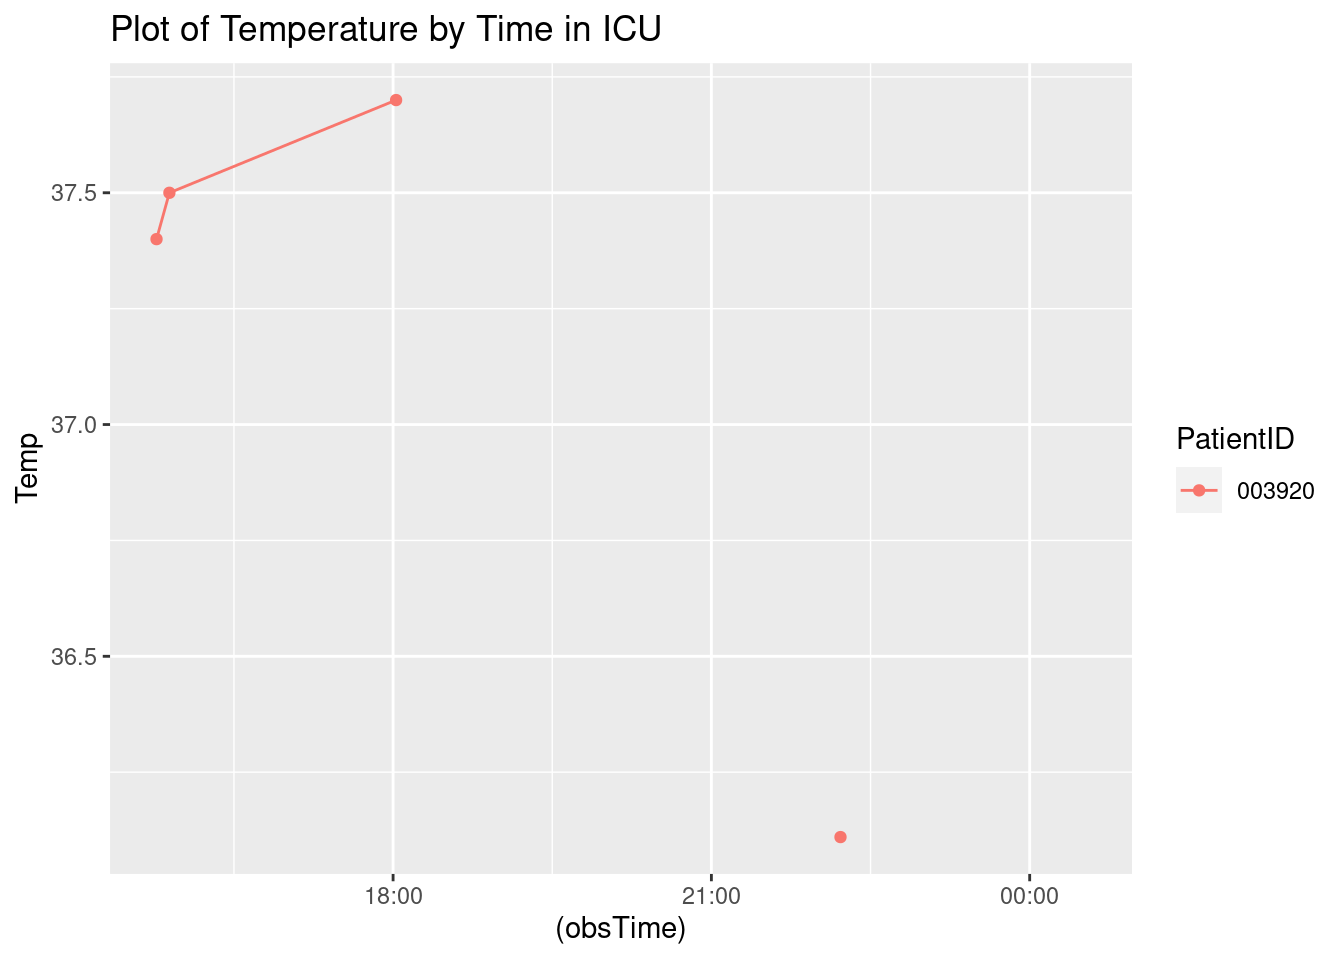 Plot of Temperature by Time in ICU
37.5
37.0
36.5
Temp
18:00
21:00
00:00
(obsTime)
PatientID
003920